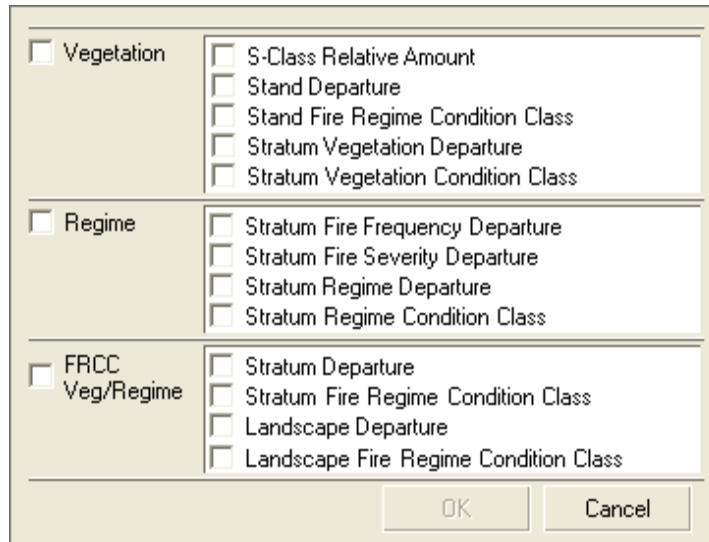 Vegetation
S-Class Relative Amount
Stand Departure
Stand Fire Regime Condition Class
Stratum Vegetation Departure
Stratum Vegetation Condition Class
Regime
Stratum Fire Frequency Departure
Stratum Fire Severity Departure
Stratum Regime Departure
Stratum Regime Condition Class
FRCC
Veg/Regime
Stratum Departure
Stratum Fire Regime Condition Class
Landscape Departure
Landscape Fire Regime Condition Class
OK
Cancel